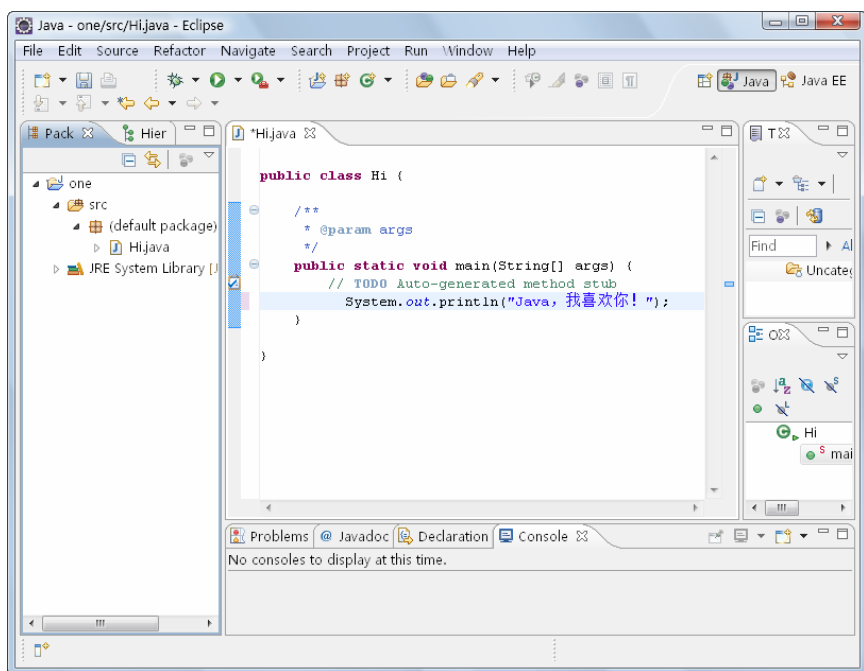 Java - one/src/Hi.java - Eclipse
File Edit Source Refactor Navigate Search Project Run Window Help
Java Java EE
Pack Hier
*Hi.java
T
one
src
(default package)
Hi.java
JRE System Library [J
public class Hi {
/**
* @param args
*/
public static void main(String[] args) {
// TODO Auto-generated method stub
System.out.println("Java，我喜欢你！");
}
}
Find Al
Uncateg
O
Hi
mai
Problems @ Javadoc Declaration Console
No consoles to display at this time.